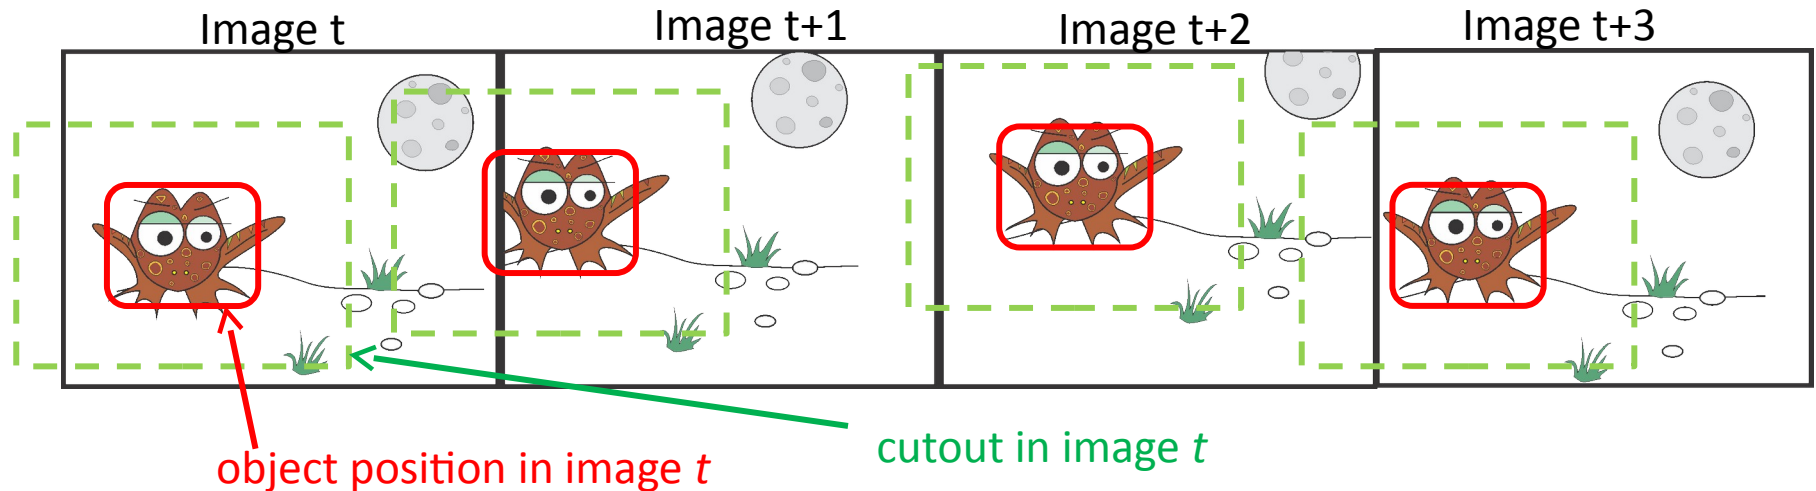 Image t
Image t+1
Image t+2
Image t+3
object position in image t
cutout in image t